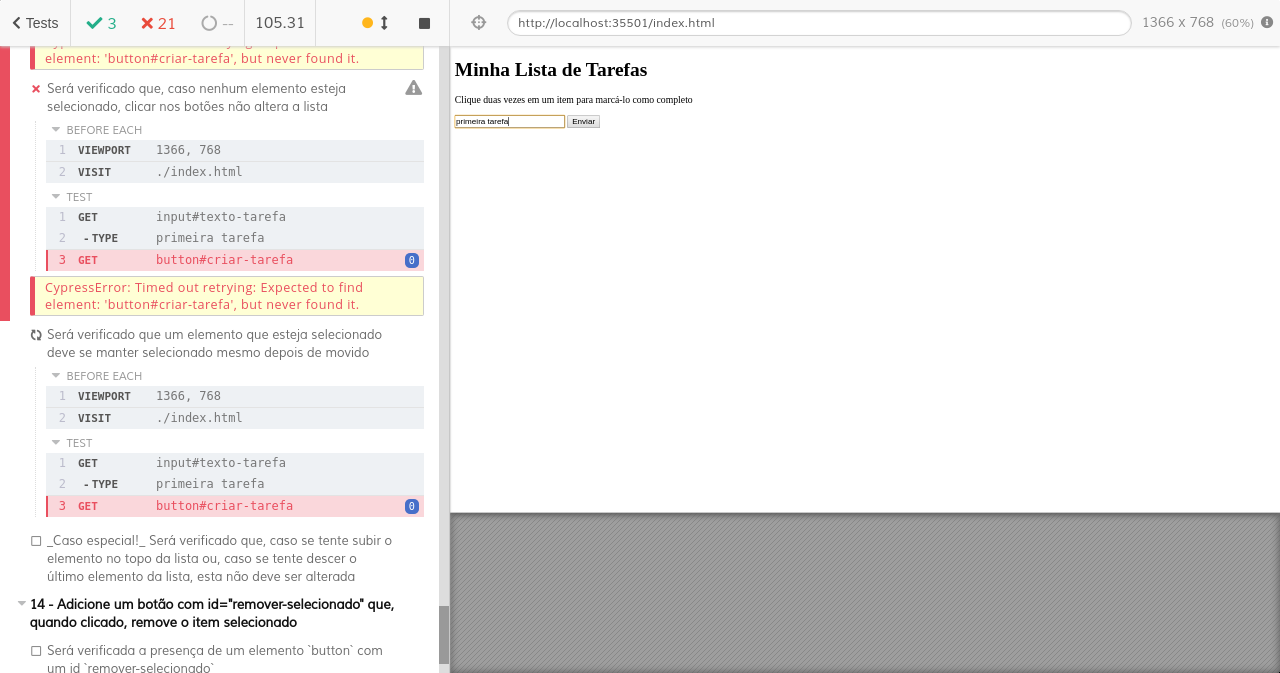 Tests
3
21
--
105.31
http://localhost:35501/index.html
1366 x 768 (60%)
element: 'button#criar-tarefa', but never found it.
Será verificado que, caso nenhum elemento esteja
selecionado, clicar nos botões não altera a lista
BEFORE EACH
1 VIEWPORT 1366, 768
2 VISIT ./index.html
TEST
1 GET input#texto-tarefa
2 -TYPE primeira tarefa
3 GET button#criar-tarefa 0
CypressError: Timed out retrying: Expected to find
element: 'button#criar-tarefa', but never found it.
Será verificado que um elemento que esteja selecionado
deve se manter selecionado mesmo depois de movido
BEFORE EACH
1 VIEWPORT 1366, 768
2 VISIT ./index.html
TEST
1 GET input#texto-tarefa
2 -TYPE primeira tarefa
3 GET button#criar-tarefa 0
_Caso especial!_ Será verificado que, caso se tente subir o
elemento no topo da lista ou, caso se tente descer o
último elemento da lista, esta não deve ser alterada
14 - Adicione um botão com id="remover-selecionado" que,
quando clicado, remove o item selecionado
Será verificada a presença de um elemento `button` com
um id `remover-selecionado`
Minha Lista de Tarefas
Clique duas vezes em um item para marcá-lo como completo
primeira tarefa
Enviar